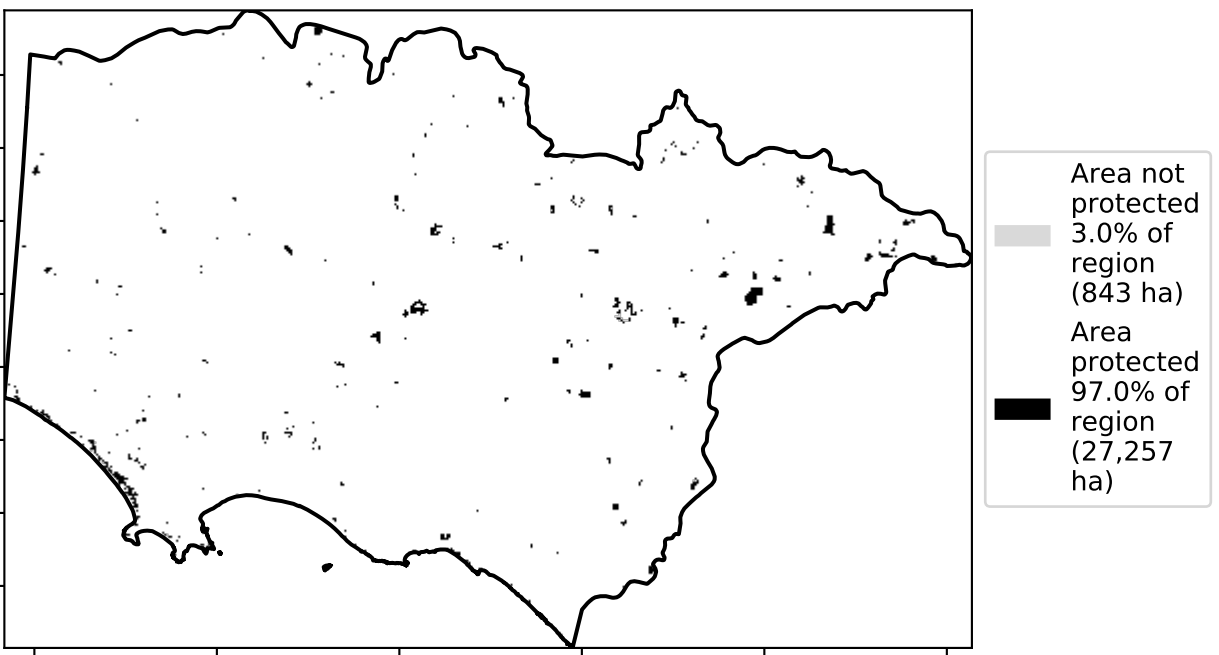 Area not
protected
3.0% of
region
(843 ha)
Area
protected
97.0% of
region
(27,257
ha)